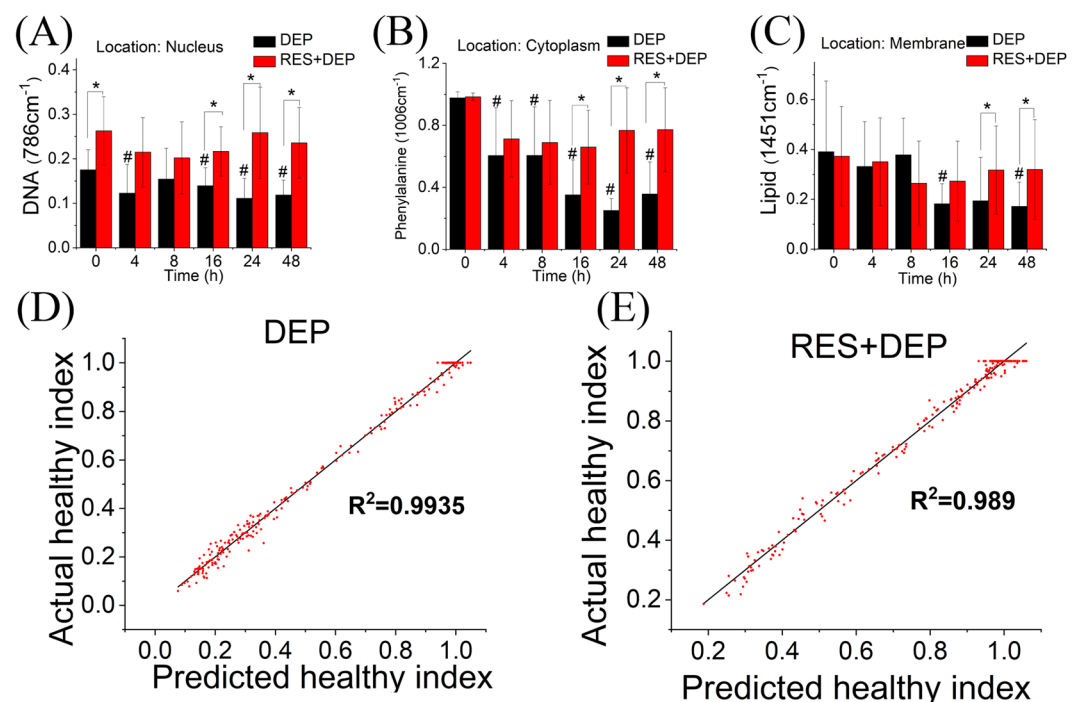 (A)
Location: Nucleus
DEP
RES+DEP
DNA (786cm⁻¹)
0.4
0.3
0.2
0.1
0.0
*
#
#
*
#
*
#
*
0 4 8 16 24 48
Time (h)
(B)
Location: Cytoplasm
DEP
RES+DEP
Phenylalanine (1006cm⁻¹)
1.2
0.9
0.6
0.3
0.0
#
#
#
*
#
*
#
*
0 4 8 16 24 48
Time (h)
(C)
Location: Membrane
DEP
RES+DEP
Lipid (1451cm⁻¹)
0.6
0.4
0.2
0.0
#
*
#
*
0 4 8 16 24 48
Time (h)
(D)
DEP
Actual healthy index
1.0
0.8
0.6
0.4
0.2
0.0
R²=0.9935
0.0 0.2 0.4 0.6 0.8 1.0
Predicted healthy index
(E)
RES+DEP
Actual healthy index
1.0
0.8
0.6
0.4
0.2
R²=0.989
0.2 0.4 0.6 0.8 1.0
Predicted healthy index